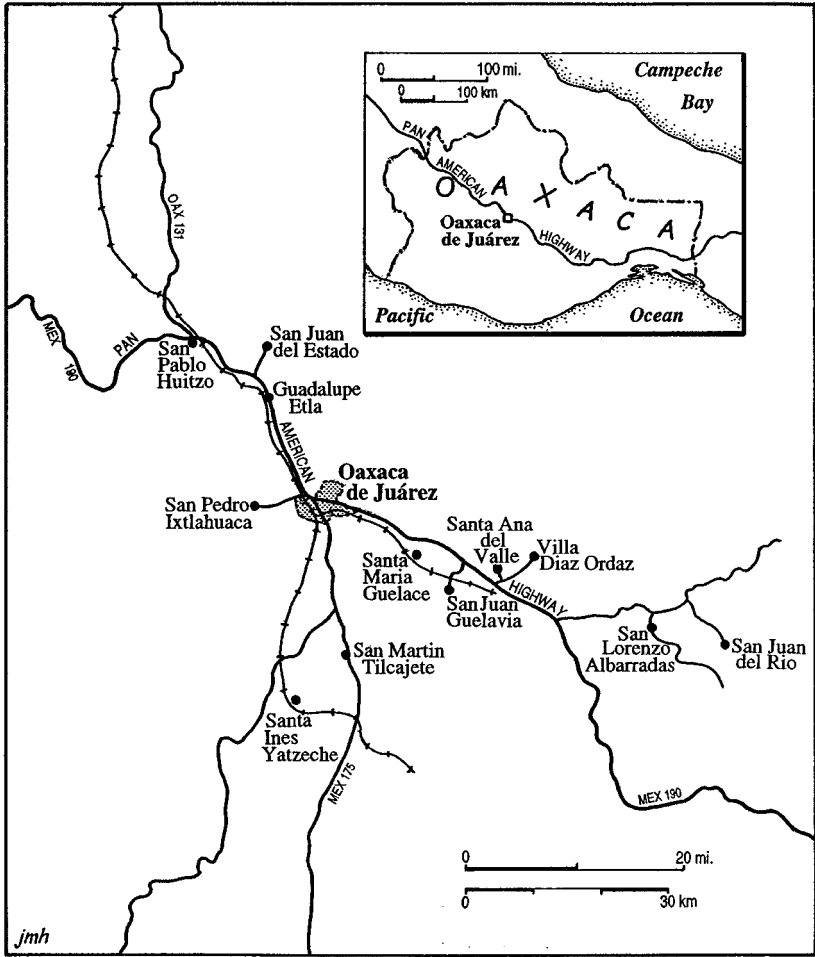 0 100 mi.
0 100 km
Campeche
Bay
PAN
AMERICAN
OAXACA
Oaxaca
de Juárez
HIGHWAY
Pacific
Ocean
OAX 131
MEX 190
PAN
San
Pablo
Huitzo
San Juan
del Estado
Guadalupe
Etla
AMERICAN
Oaxaca
de Juárez
San Pedro
Ixtlahuaca
Santa
Maria
Guelace
Santa Ana
del
Valle
Villa
Diaz Ordaz
San Juan
Guelavia
HIGHWAY
San
Lorenzo
Albarradas
San Juan
del Rio
San Martin
Tilcajete
Santa
Ines
Yatzeche
MEX 175
MEX 190
0 20 mi.
0 30 km
jmh